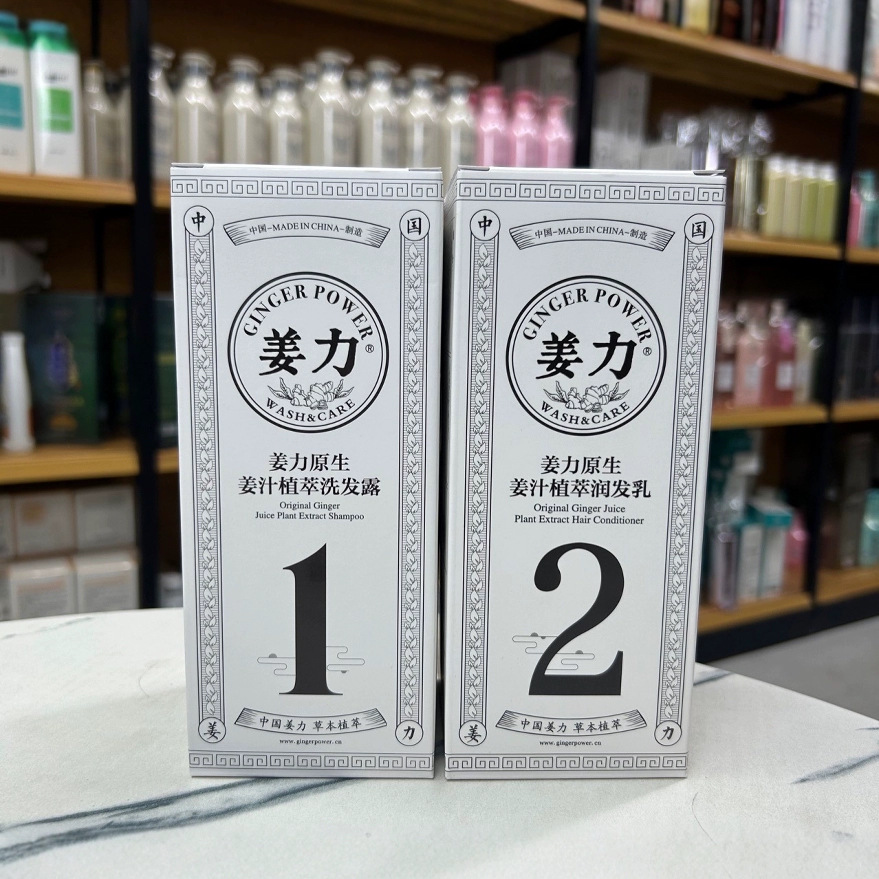 中 国
中国-MADE IN CHINA-制造
GINGER POWER
姜力®
WASH&CARE
姜力原生
姜汁植萃洗发露
Original Ginger
Juice Plant Extract Shampoo
1
中国姜力 草本植萃
姜 力
www.gingerpower.cn
中 国
中国-MADE IN CHINA-制造
GINGER POWER
姜力®
WASH&CARE
姜力原生
姜汁植萃润发乳
Original Ginger Juice
Plant Extract Hair Conditioner
2
中国姜力 草本植萃
姜 力
www.gingerpower.cn